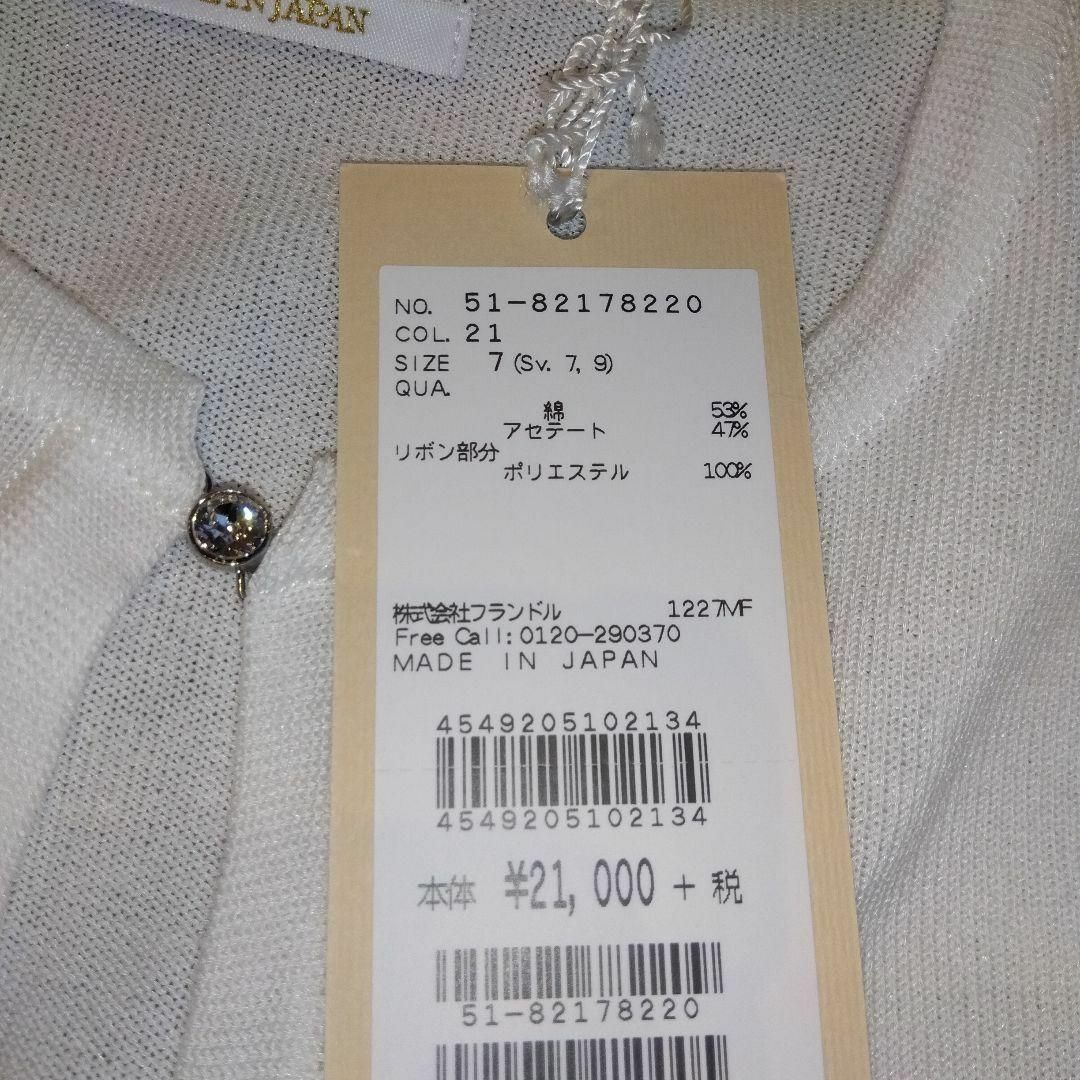 IN JAPAN
NO. 51-82178220
COL. 21
SIZE 7 (Sv. 7, 9)
QUA.
綿 53%
アセテート 47%
リボン部分
ポリエステル 100%
株式会社フランドル 1227MF
Free Call: 0120-290370
MADE IN JAPAN
4549205102134
4549205102134
本体 ¥21,000 + 税
51-82178220